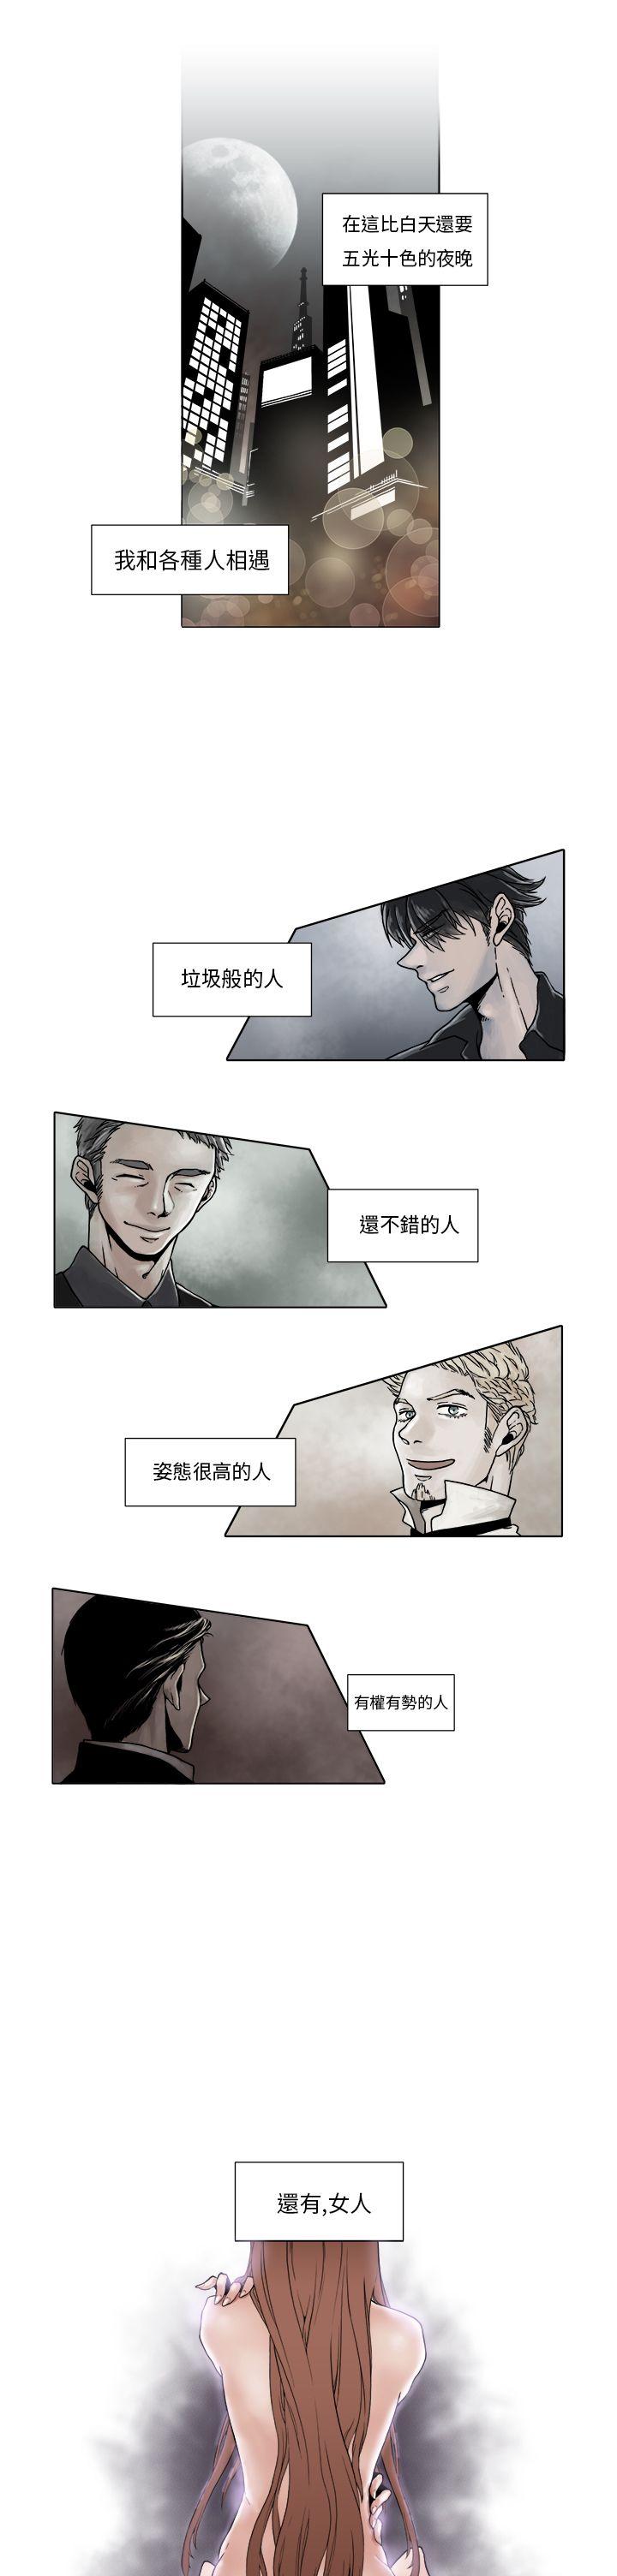 在這比白天還要
五光十色的夜晚
我和各種人相遇
垃圾般的人
還不錯的人
姿態很高的人
有權有勢的人
還有,女人